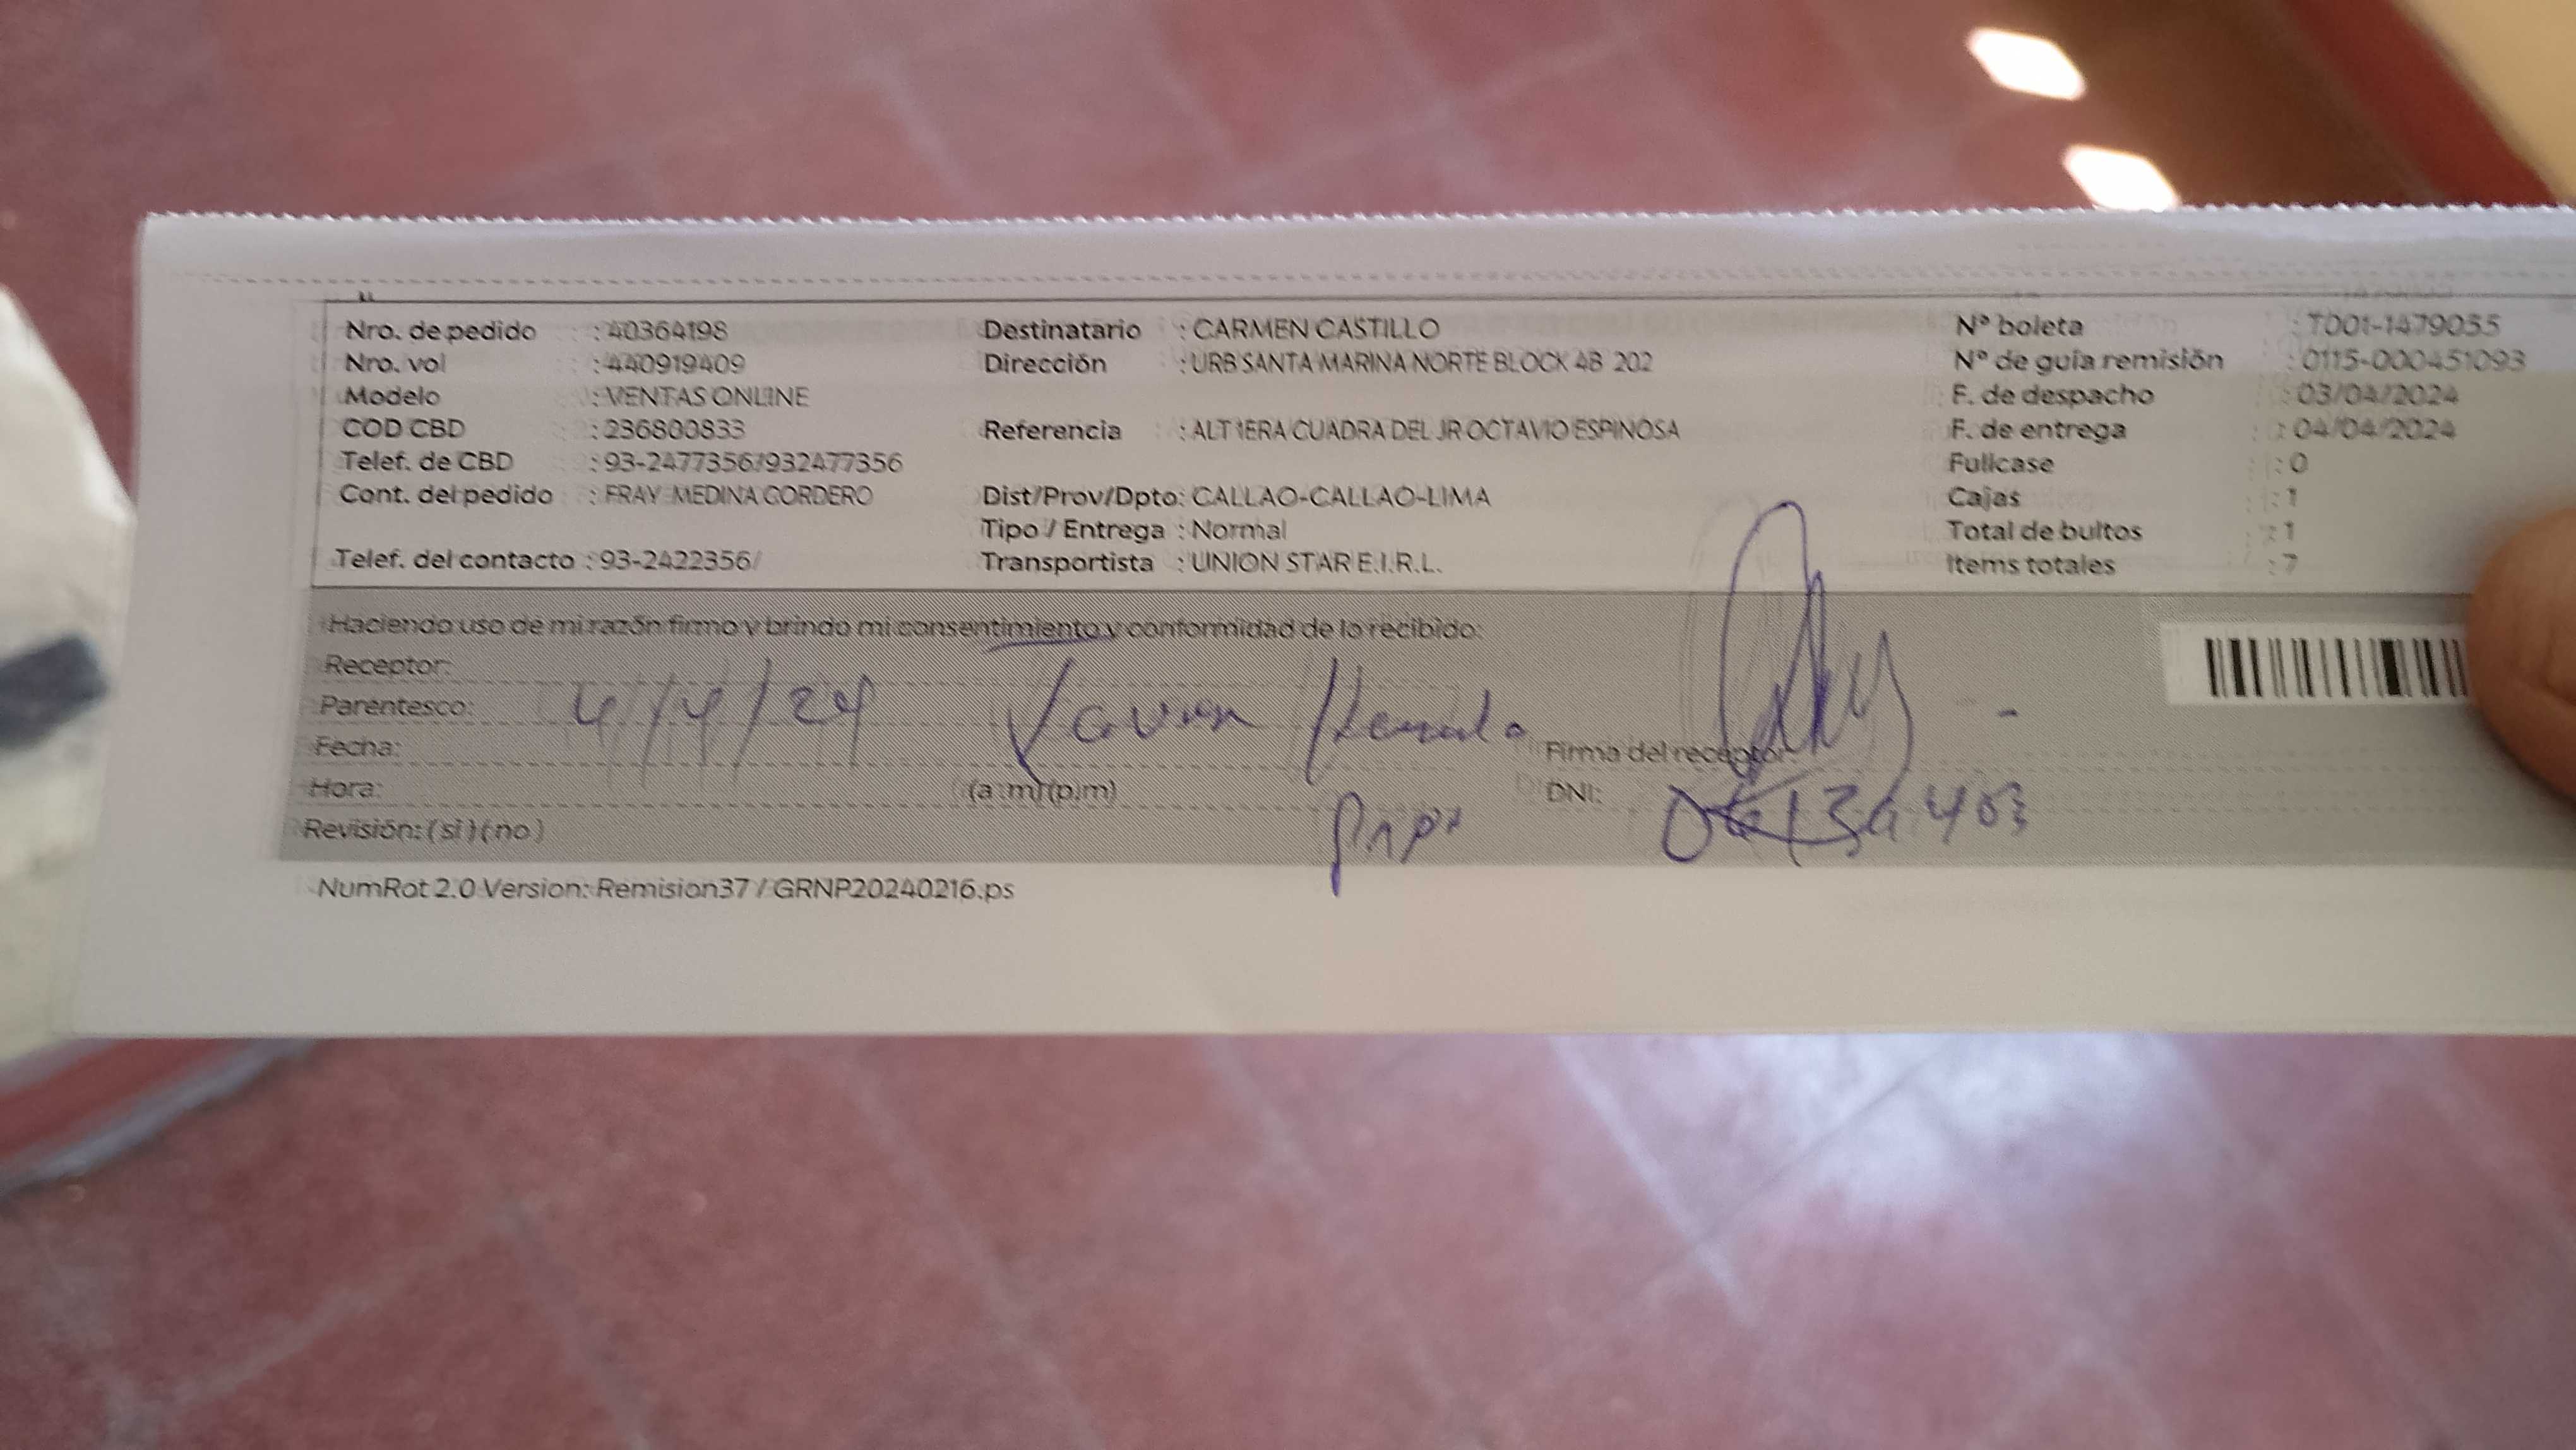 Nro. de pedido : 40364198
Nro. vol : 440919409
Modelo : VENTAS ONLINE
COD CBD : 236800833
Telef. de CBD : 93-2477356/932477356
Cont. del pedido : FRAY MEDINA CORDERO
Telef. del contacto : 93-2422356/
Destinatario : CARMEN CASTILLO
Dirección : URB SANTA MARINA NORTE BLOCK 4B 202
Referencia : ALT 1ERA CUADRA DEL JR OCTAVIO ESPINOSA
Dist/Prov/Dpto: CALLAO-CALLAO-LIMA
Tipo / Entrega : Normal
Transportista : UNION STAR E.I.R.L.
N° boleta : T001-1479055
N° de guía remisión : 0115-000451093
F. de despacho : 03/04/2024
F. de entrega : 04/04/2024
Fullcase : 0
Cajas : 1
Total de bultos : 1
Items totales : 7
Haciendo uso de mi razón firmo y brindo mi consentimiento y conformidad de lo recibido:
Receptor:
Parentesco: 4/4/24
Fecha:
Firma del receptor:
Hora: (a.m) (p.m)
DNI:
Revisión: (si) (no)
NumRot 2.0 Version: Remision37 / GRNP20240216.ps